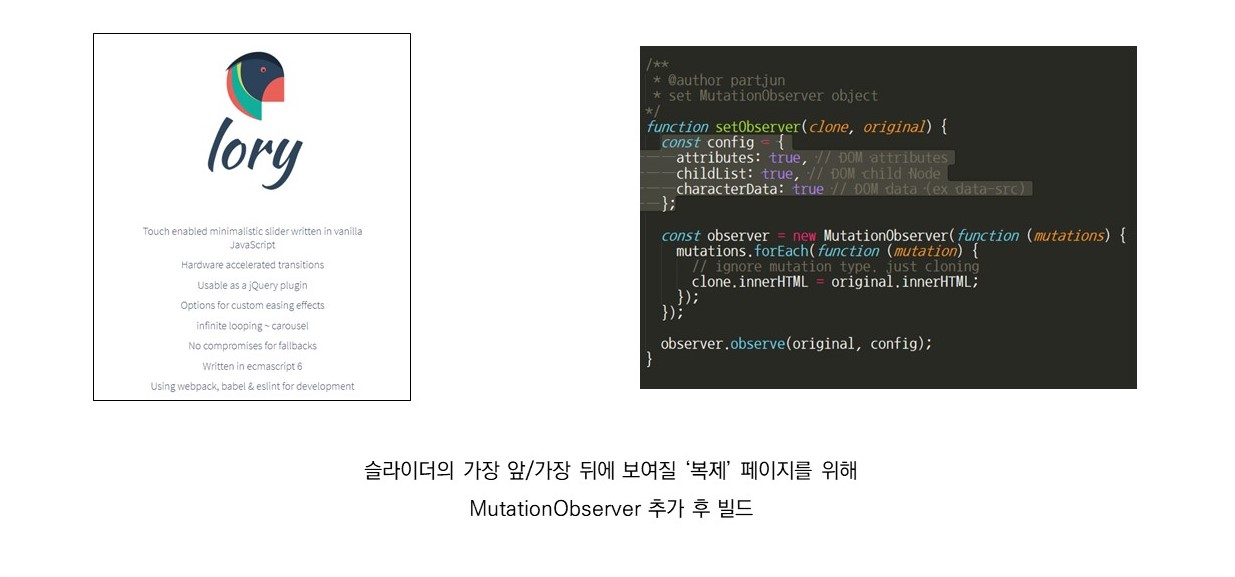 lory
Touch enabled minimalistic slider written in vanilla
JavaScript
Hardware accelerated transitions
Usable as a jQuery plugin
Options for custom easing effects
infinite looping ~ carousel
No compromises for fallbacks
Written in ecmascript 6
Using webpack, babel & eslint for development
/**
 * @author partjun
 * set MutationObserver object
*/
function setObserver(clone, original) {
  const config = {
    attributes: true, // DOM attributes
    childList: true, // DOM child Node
    characterData: true // DOM data (ex data-src)
  };
  const observer = new MutationObserver(function (mutations) {
    mutations.forEach(function (mutation) {
      // ignore mutation type. just cloning
      clone.innerHTML = original.innerHTML;
    });
  });
  observer.observe(original, config);
}
슬라이더의 가장 앞/가장 뒤에 보여질 ‘복제’ 페이지를 위해
MutationObserver 추가 후 빌드